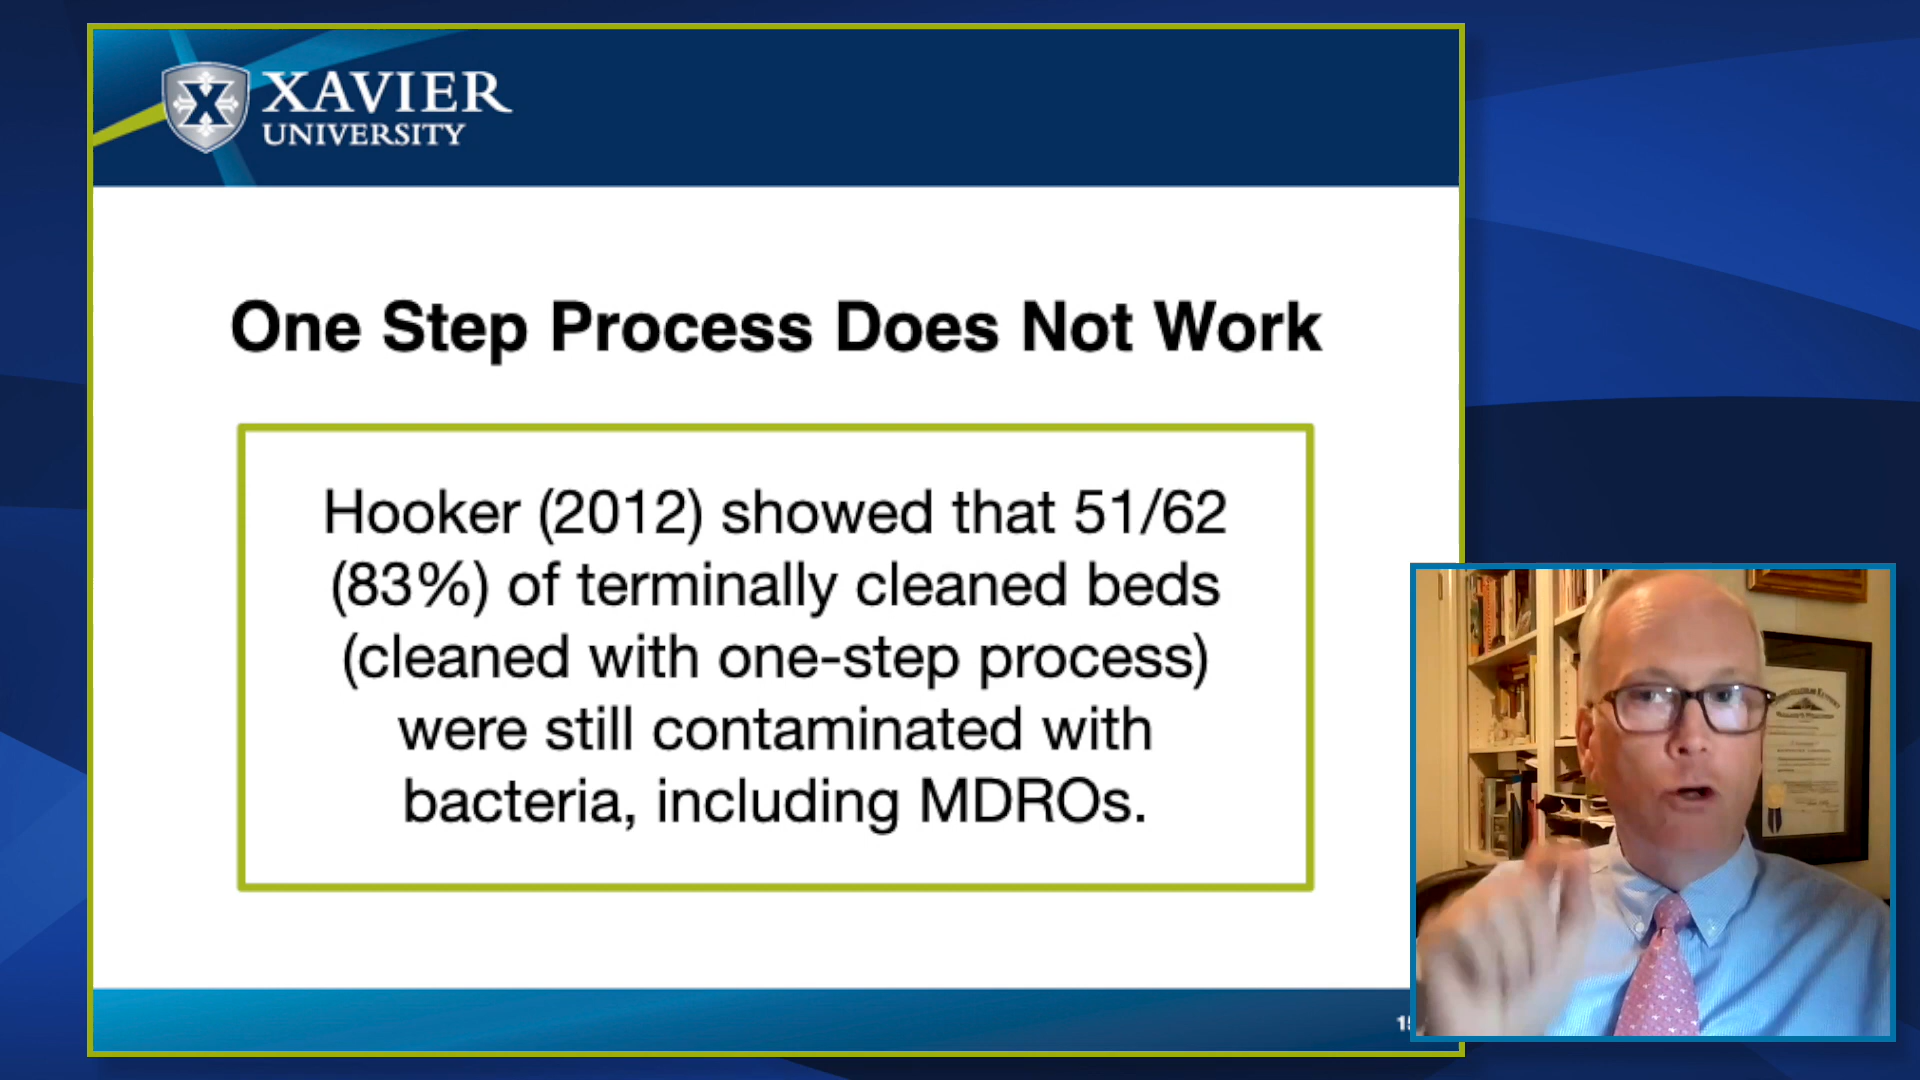 XAVIER
UNIVERSITY
One Step Process Does Not Work
Hooker (2012) showed that 51/62
(83%) of terminally cleaned beds
(cleaned with one-step process)
were still contaminated with
bacteria, including MDROs.